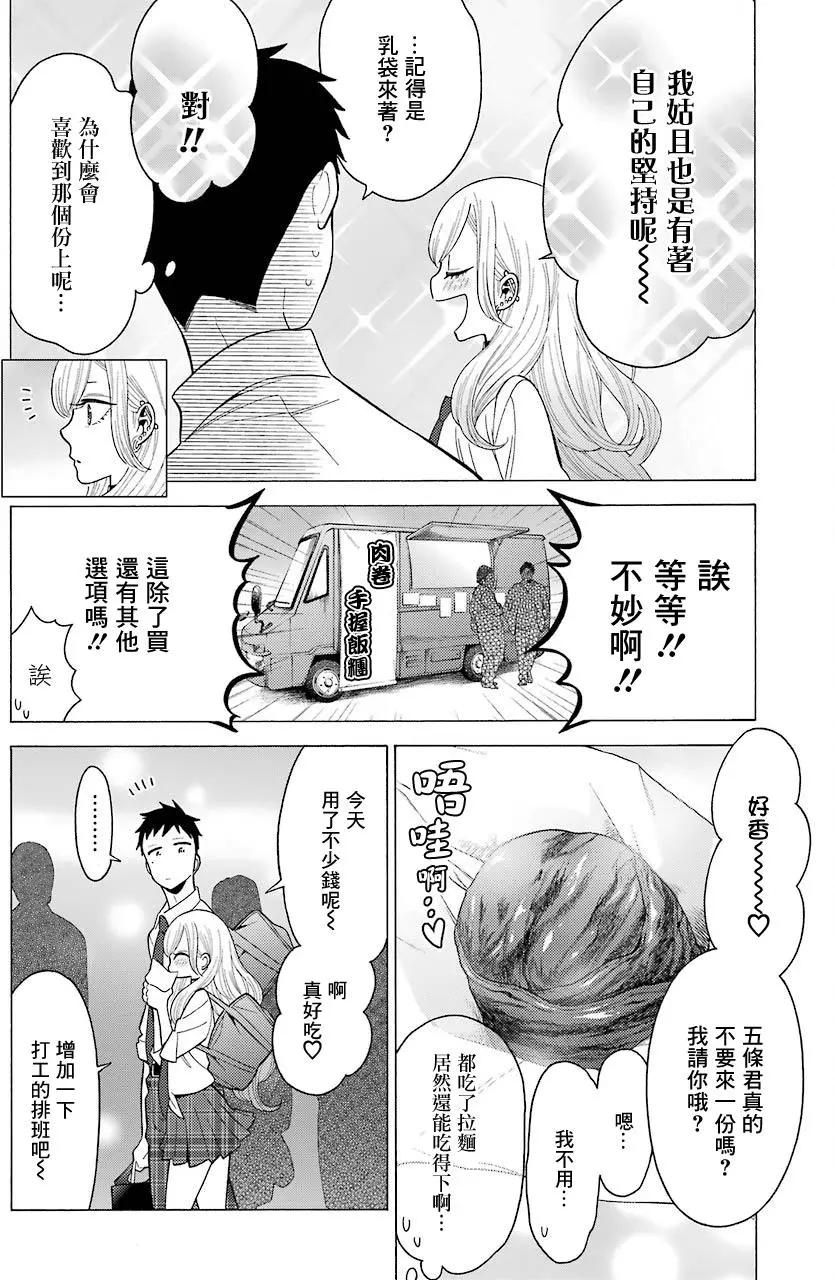 我姑且也是有著
自己的堅持呢～
…記得是
乳袋來著？
對!!
為什麼會
喜歡到那個份上呢…
誒
等等!!
不妙啊!!
肉卷
手握飯糰
這除了買
還有其他
選項嗎!!
誒
好香～♡
唔哇啊…♡
五條君真的
不要來一份嗎？
我請你哦？
嗯…
我不用…
都吃了拉麵
居然還能吃得下啊…
今天
用了不少錢呢～
啊
真好吃♡
………
增加一下
打工的排班吧～